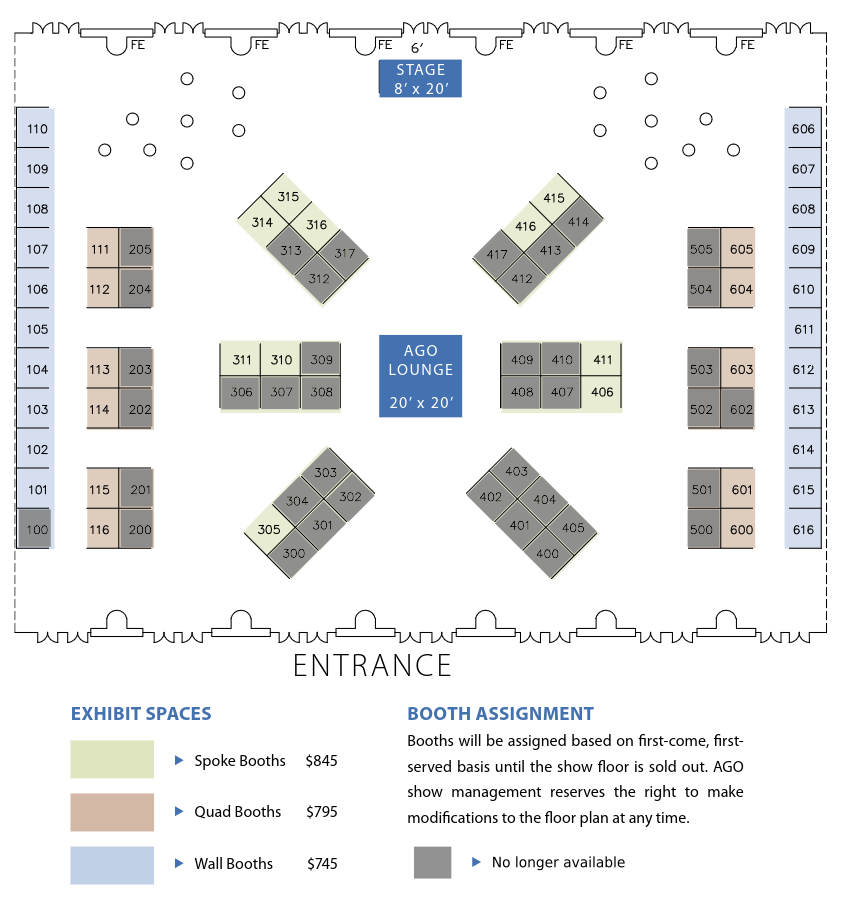 FE FE FE FE FE FE
6′
STAGE
8′ x 20′
110 606
109 607
108 608
107 609
106 610
105 611
104 612
103 613
102 614
101 615
100 616
111 205
112 204
113 203
114 202
115 201
116 200
315
314 316
313 317
312
415
416 414
417 413
412
505 605
504 604
503 603
502 602
501 601
500 600
311 310 309
306 307 308
AGO
LOUNGE
20′ x 20′
409 410 411
408 407 406
303
304 302
305 301
300
403
402 404
401 405
400
ENTRANCE
EXHIBIT SPACES
Spoke Booths $845
Quad Booths $795
Wall Booths $745
BOOTH ASSIGNMENT
Booths will be assigned based on first-come, first-
served basis until the show floor is sold out. AGO
show management reserves the right to make
modifications to the floor plan at any time.
No longer available